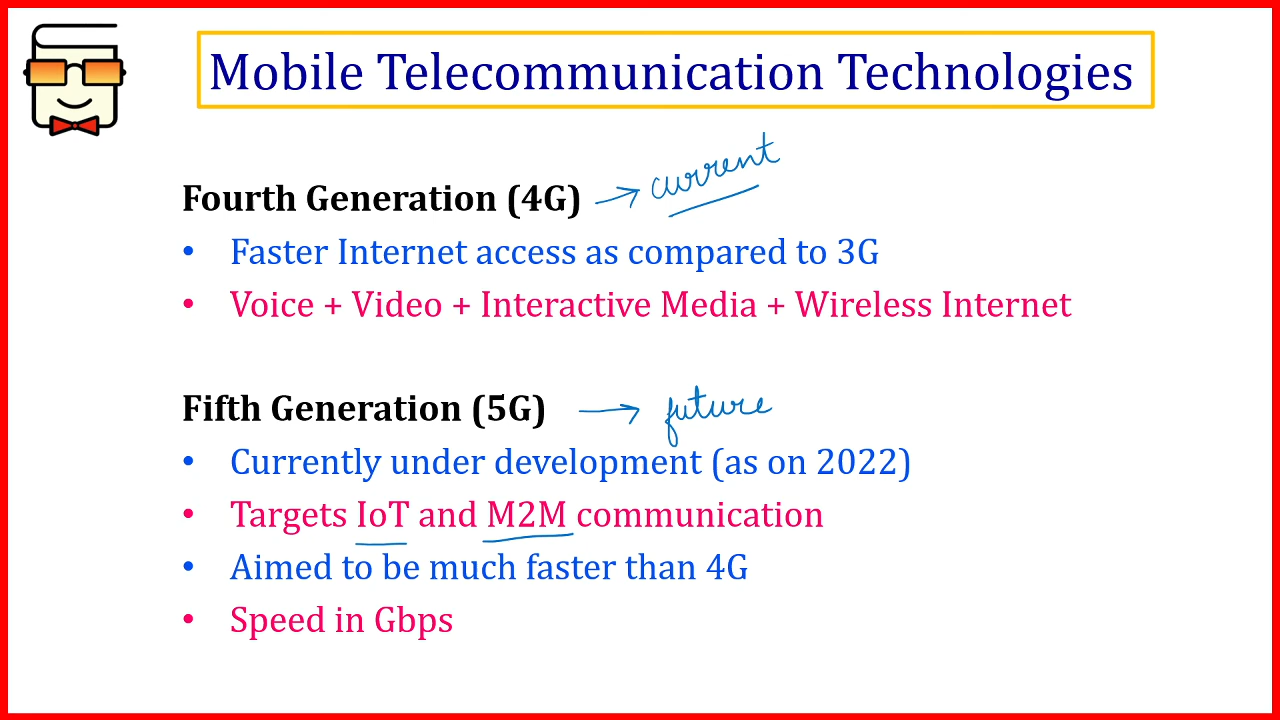 Mobile Telecommunication Technologies
Fourth Generation (4G) → current
• Faster Internet access as compared to 3G
• Voice + Video + Interactive Media + Wireless Internet
Fifth Generation (5G) → future
• Currently under development (as on 2022)
• Targets IoT and M2M communication
• Aimed to be much faster than 4G
• Speed in Gbps